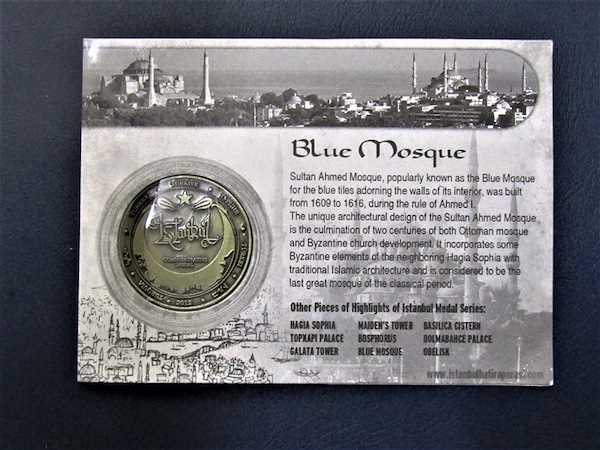 Blue Mosque
Sultan Ahmed Mosque, popularly known as the Blue Mosque
for the blue tiles adorning the walls of its interior, was built
from 1609 to 1616, during the rule of Ahmed I.
The unique architectural design of the Sultan Ahmed Mosque
is the culmination of two centuries of both Ottoman mosque
and Byzantine church development. It incorporates some
Byzantine elements of the neighboring Hagia Sophia with
traditional Islamic architecture and is considered to be the
last great mosque of the classical period.
Other Pieces of Highlights of Istanbul Medal Series:
HAGIA SOPHIA MAIDEN'S TOWER BASILICA CISTERN
TOPKAPI PALACE BOSPHORUS DOLMABAHCE PALACE
GALATA TOWER BLUE MOSQUE OBELISK
TÜRKİYE
istanbul
2012